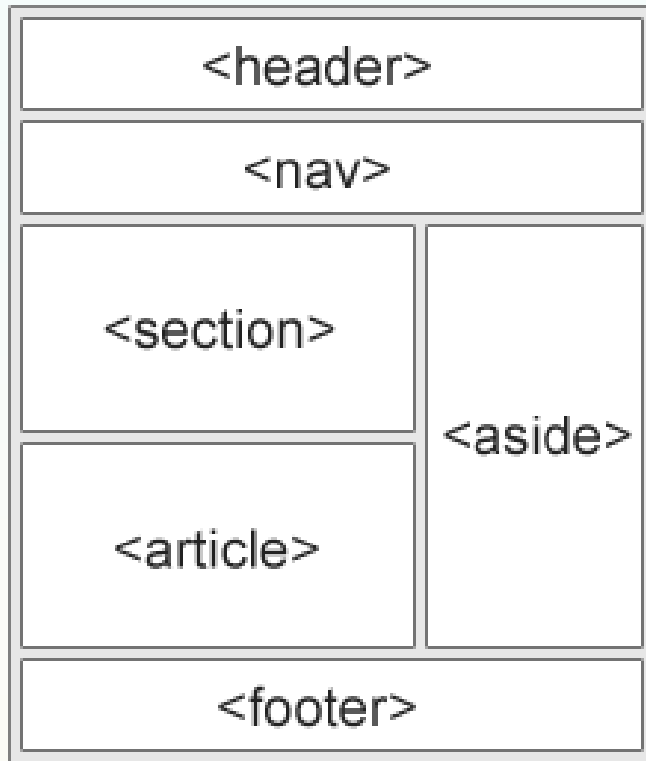 <header>
<nav>
<section>
<aside>
<article>
<footer>